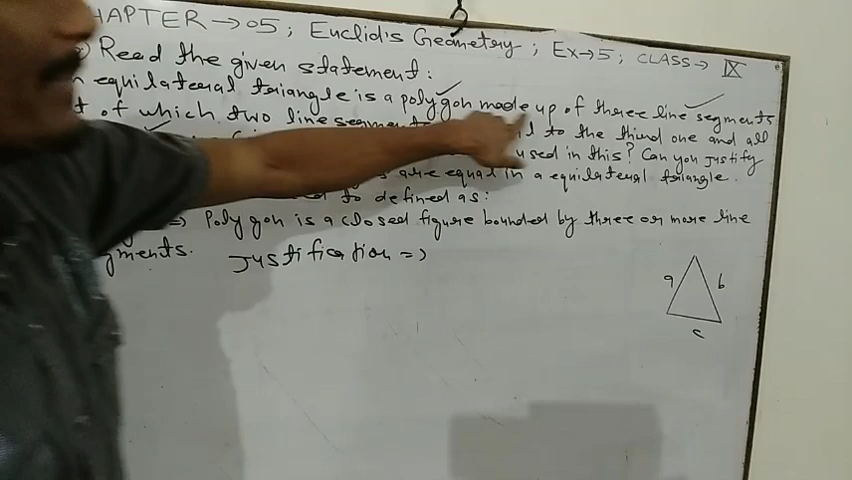 HAPTER → 05 ; Euclid's Geometry ; Ex → 5 ; CLASS → IX
Read the given statement :
equilateral triangle is a polygon made up of three line segments
of which two line segments to the third one and all
used in this? Can you justify
are equal in a equilateral triangle.
to defined as :
⇒ Polygon is a closed figure bounded by three or more line
gments. Justification ⇒
a b
c